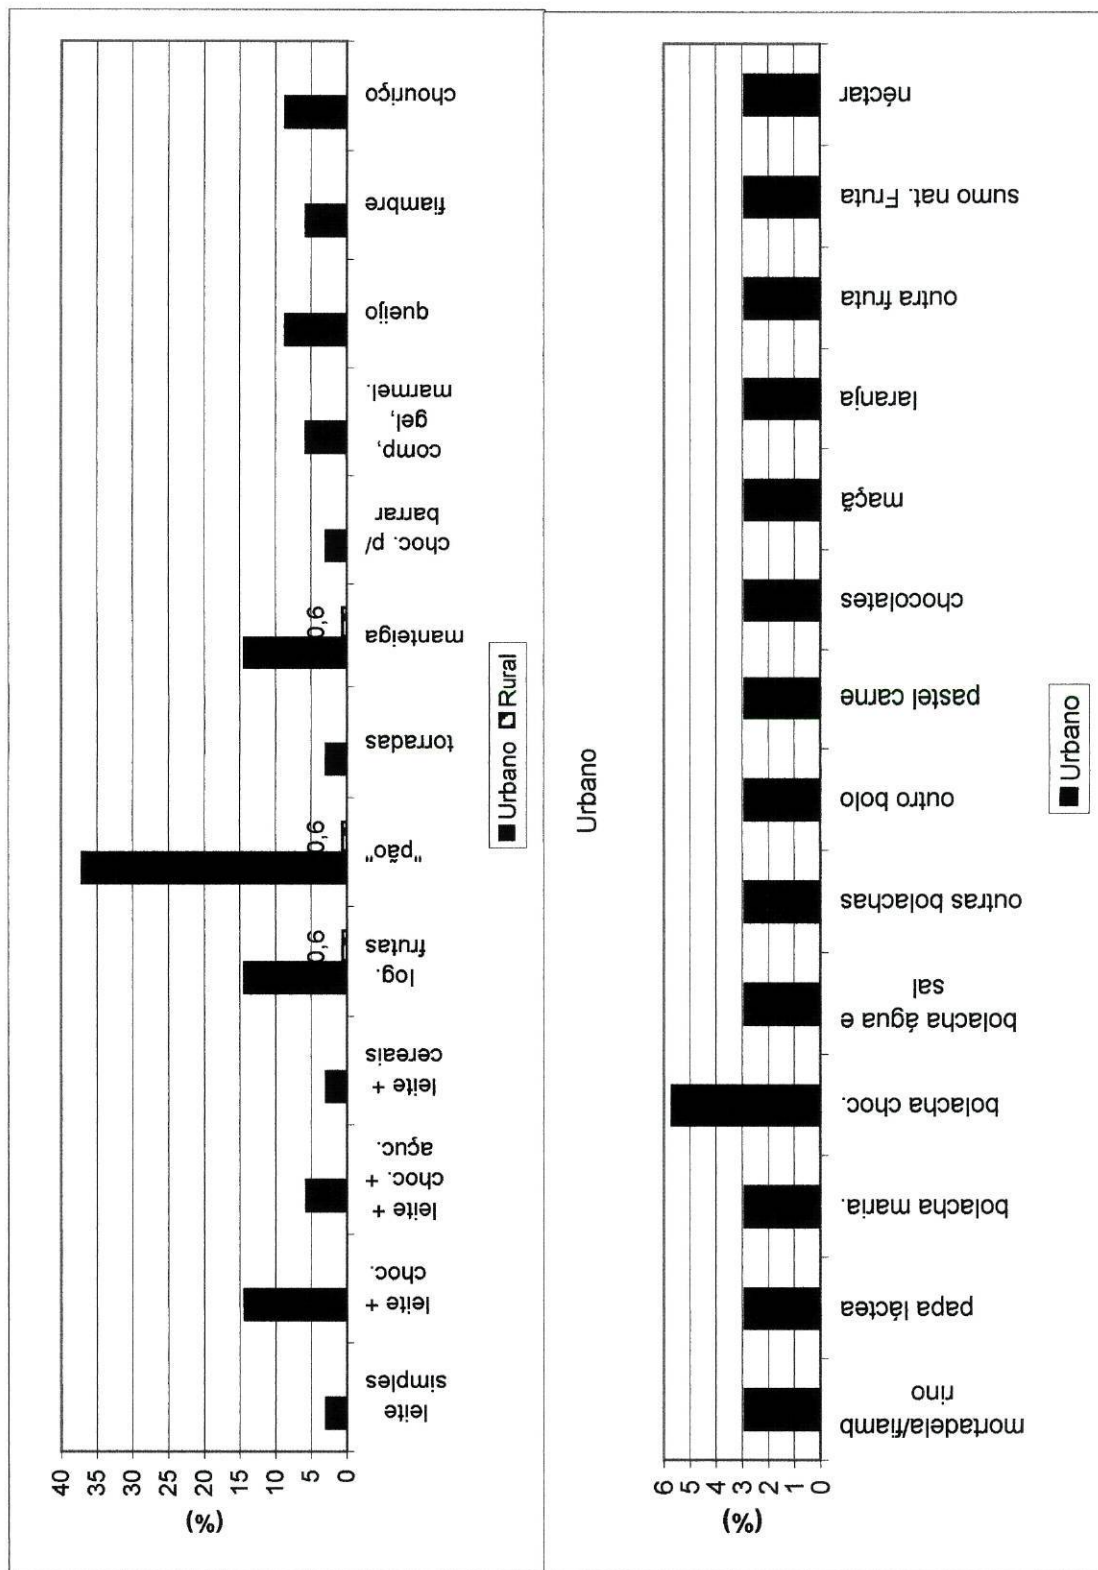 40
35
30
25
20
15
10
5
0
(%)
leite
simples
leite +
choc.
leite +
choc. +
açuc.
leite +
cereais
log.
frutas
"pão"
torradas
manteiga
choc. p/
barrar
comp,
gel,
marmel.
queijo
fiambre
chouriço
0,6
0,6
0,6
Urbano Rural
Urbano
6
5
4
3
2
1
0
(%)
mortadela/fiamb
rino
papa láctea
bolacha maria.
bolacha choc.
bolacha água e
sal
outras bolachas
outro bolo
pastel carne
chocolates
maçã
laranja
outra fruta
sumo nat. Fruta
néctar
Urbano